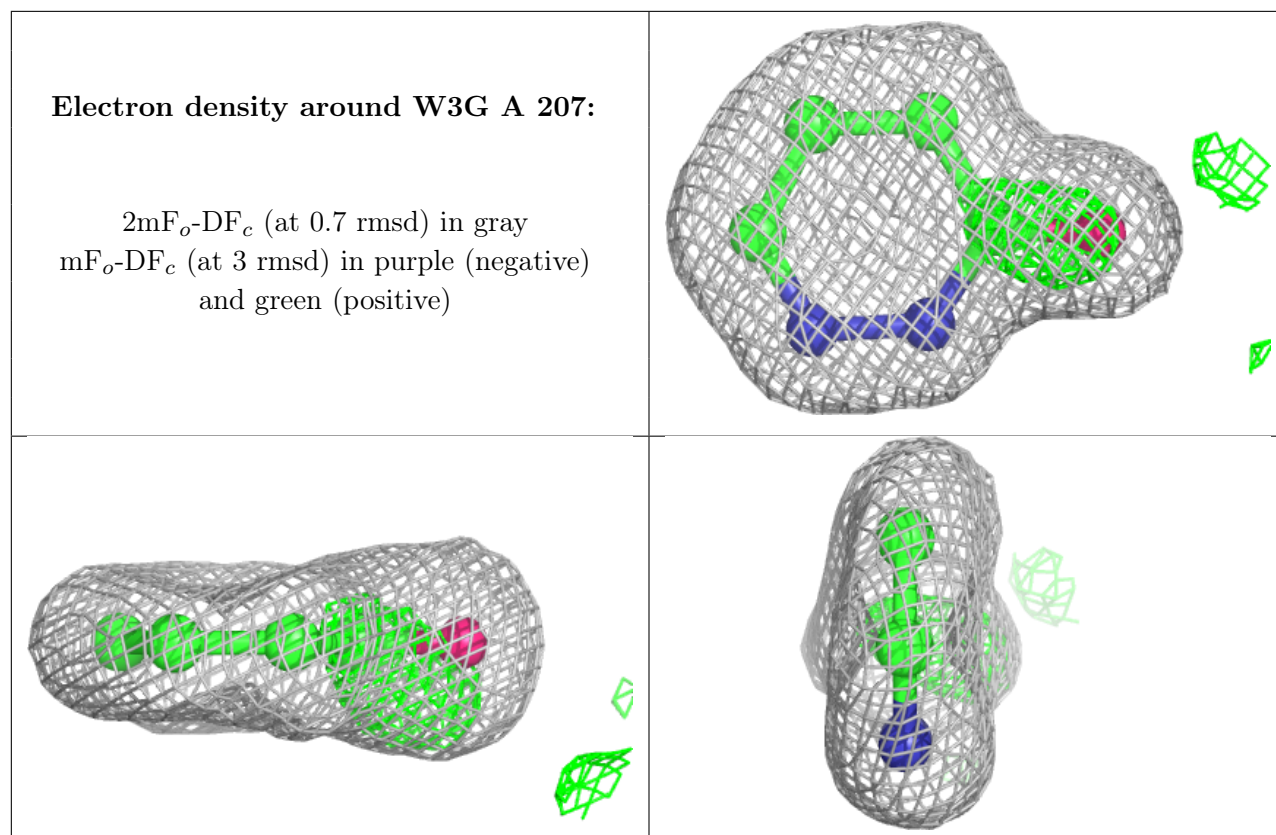 Electron density around W3G A 207:
2mFo-DFc (at 0.7 rmsd) in gray
mFo-DFc (at 3 rmsd) in purple (negative)
and green (positive)